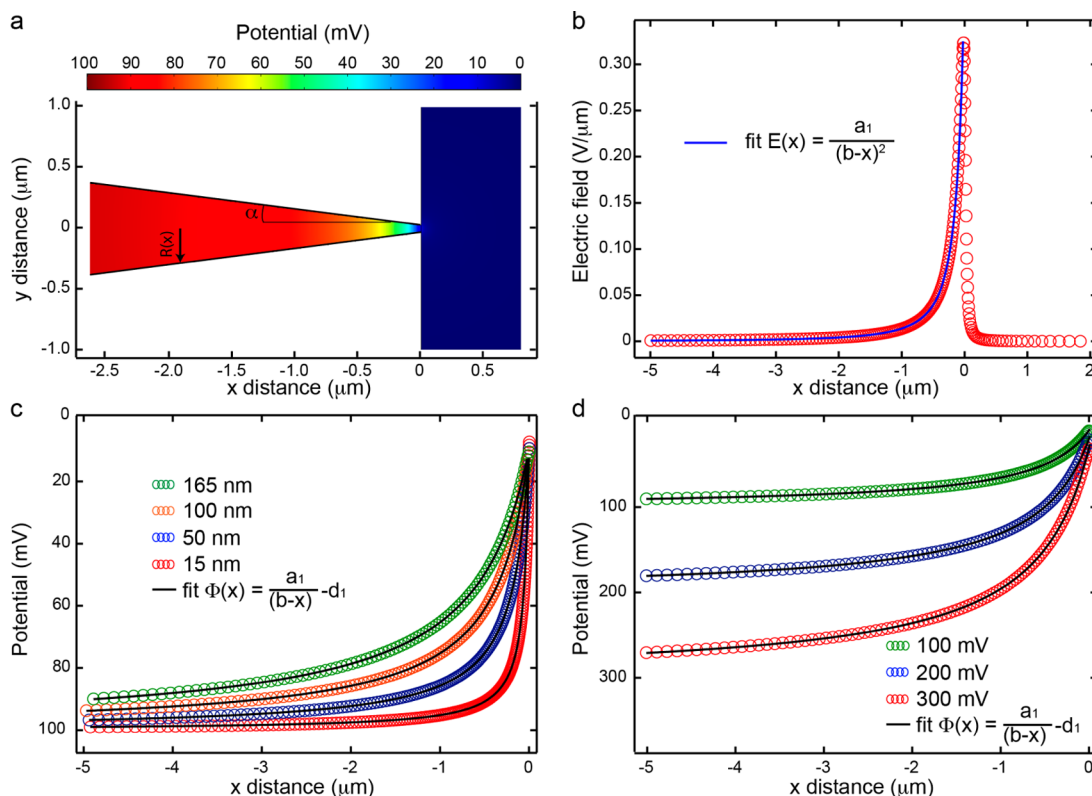 a
Potential (mV)
100 90 80 70 60 50 40 30 20 10 0
1.0
0.5
0
-0.5
-1.0
y distance (μm)
α
R(x)
-2.5 -2.0 -1.5 -1.0 -0.5 0 0.5
x distance (μm)
b
0.30
0.25
0.20
0.15
0.10
0.05
0
Electric field (V/μm)
fit E(x) = a₁/(b-x)²
-5 -4 -3 -2 -1 0 1 2
x distance (μm)
c
0
20
40
60
80
100
Potential (mV)
165 nm
100 nm
50 nm
15 nm
fit Φ(x) = a₁/(b-x) -d₁
-5 -4 -3 -2 -1 0
x distance (μm)
d
0
100
200
300
Potential (mV)
100 mV
200 mV
300 mV
fit Φ(x) = a₁/(b-x) -d₁
-5 -4 -3 -2 -1 0
x distance (μm)